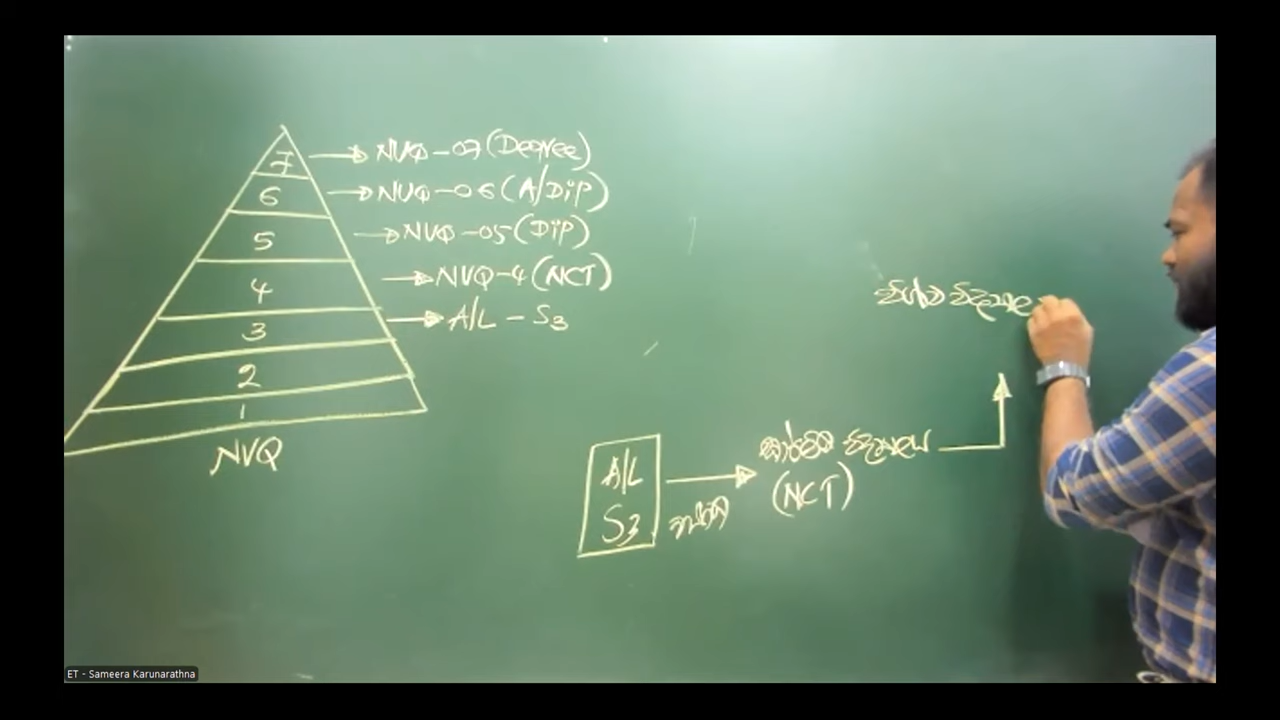 7 → NVQ-07 (Degree)
6 → NVQ-06 (A/Dip)
5 → NVQ-05 (Dip)
4 → NVQ-4 (NCT)
3 → A/L - S3
2
1
NVQ
A/L
S3
කාර්මික විද්‍යාලය
(NCT)
ET - Sameera Karunarathna